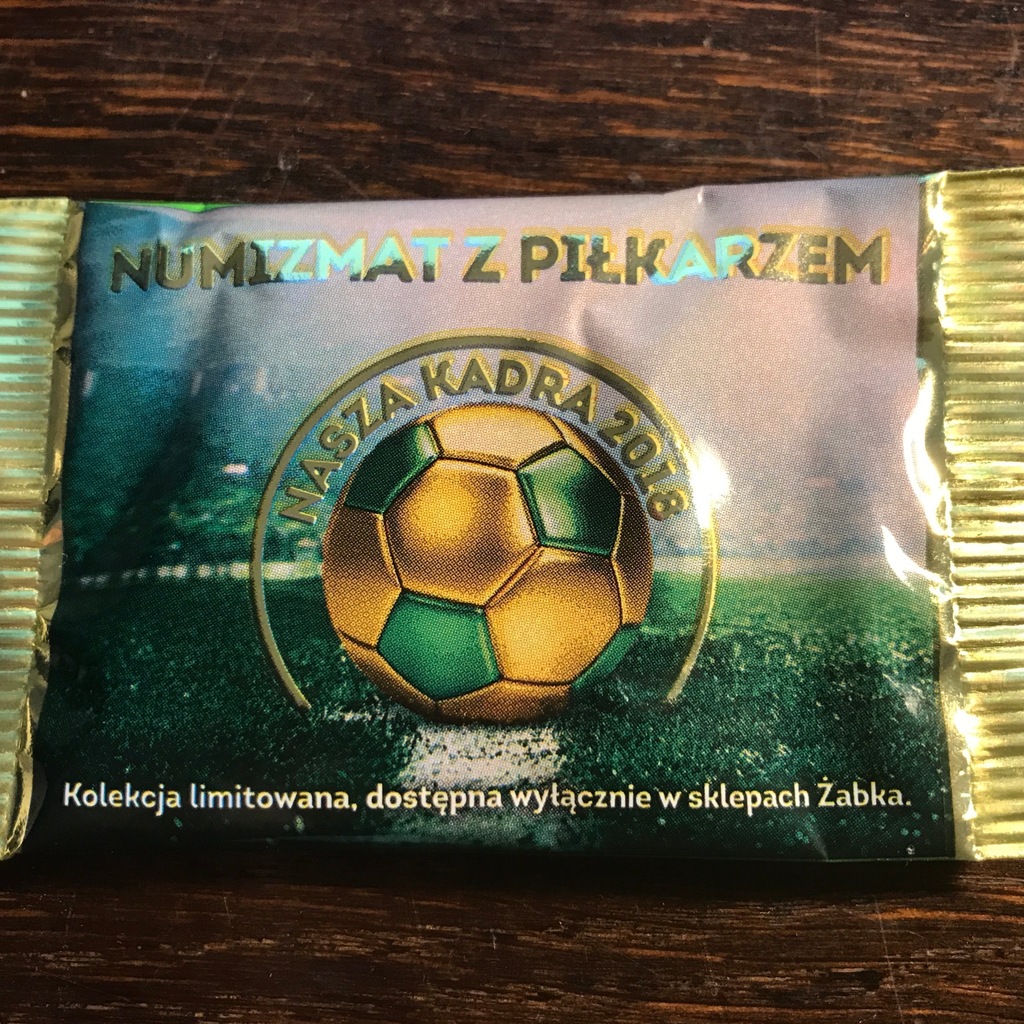 NUMIZMAT Z PIŁKARZEM
NASZA KADRA 2018
Kolekcja limitowana, dostępna wyłącznie w sklepach Żabka.